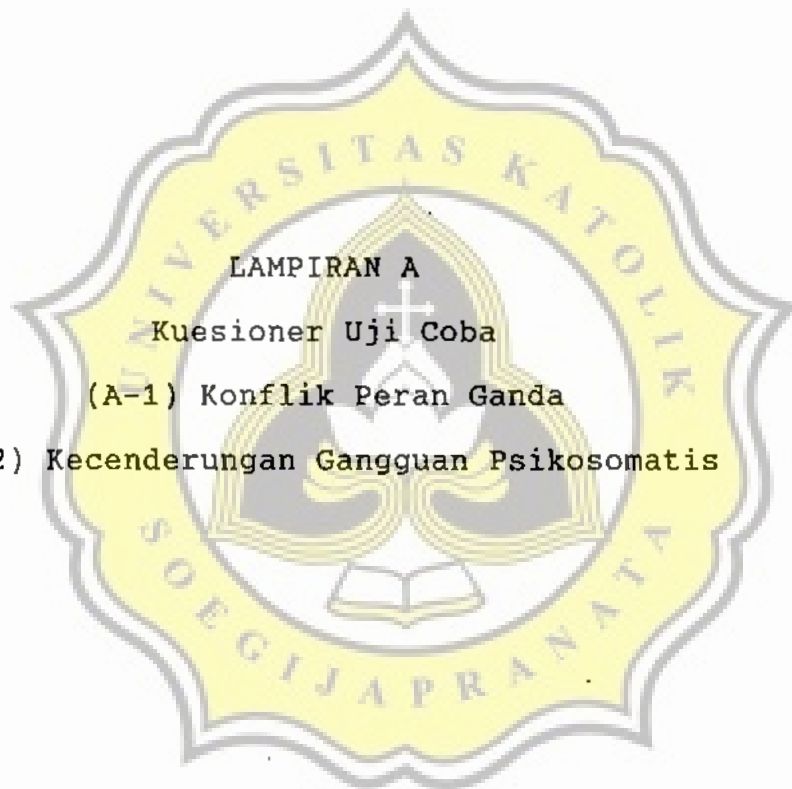 LAMPIRAN A
Kuesioner Uji Coba
(A-1) Konflik Peran Ganda
2) Kecenderungan Gangguan Psikosomatis
UNIVERSITAS KATOLIK
SOEGIJAPRANATA